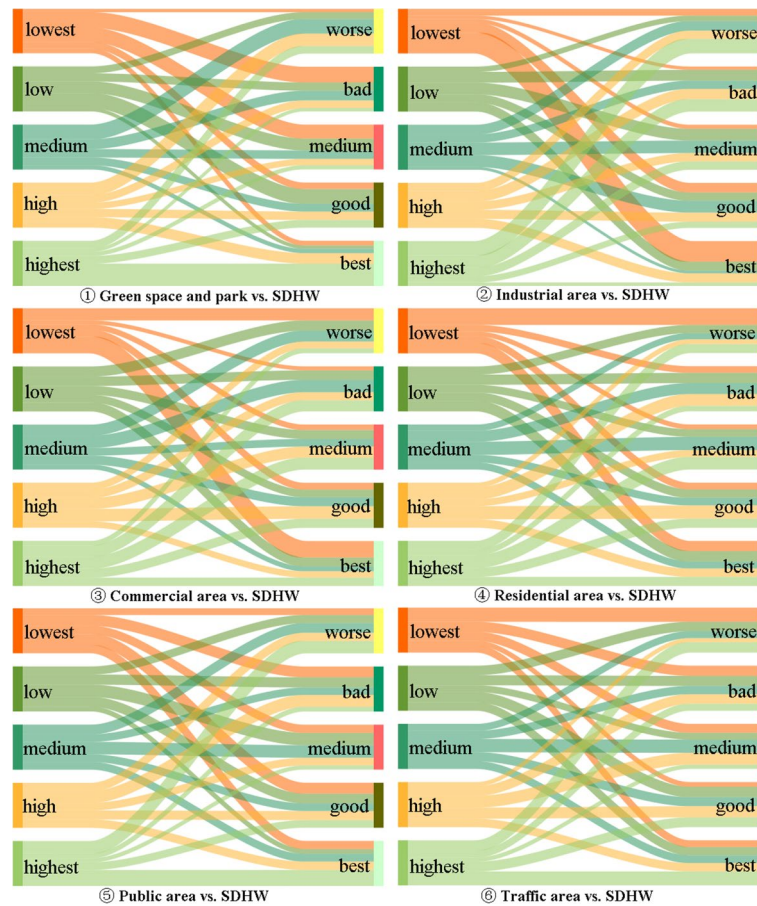 lowest
worse
low
bad
medium
medium
high
good
highest
best
① Green space and park vs. SDHW
lowest
worse
low
bad
medium
medium
high
good
highest
best
② Industrial area vs. SDHW
lowest
worse
low
bad
medium
medium
high
good
highest
best
③ Commercial area vs. SDHW
lowest
worse
low
bad
medium
medium
high
good
highest
best
④ Residential area vs. SDHW
lowest
worse
low
bad
medium
medium
high
good
highest
best
⑤ Public area vs. SDHW
lowest
worse
low
bad
medium
medium
high
good
highest
best
⑥ Traffic area vs. SDHW